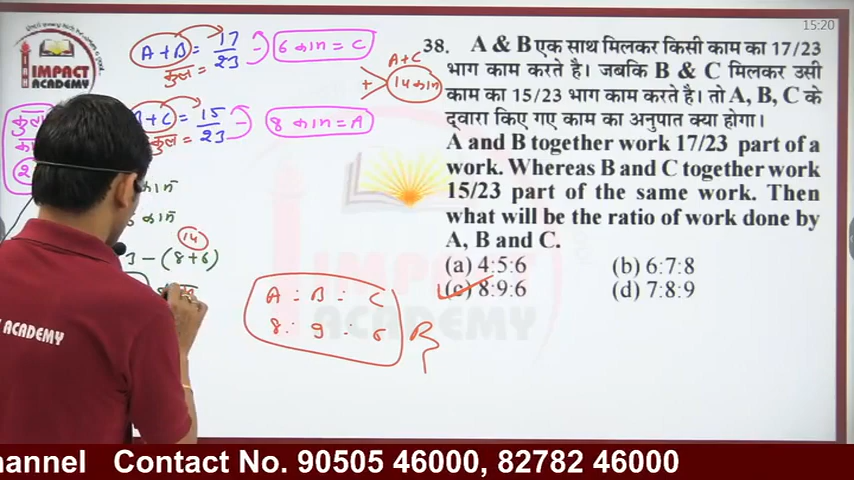 15:20
IMPACT
ACADEMY
A + B = 17/23 6 काम = C
कुल
A+C
+ 14 काम
B + C = 15/23 8 काम = A
कुल
कुल
काम
3 - (8+6)
14
A : B : C
8 : 9 : 6
38. A & B एक साथ मिलकर किसी काम का 17/23
भाग काम करते है। जबकि B & C मिलकर उसी
काम का 15/23 भाग काम करते है। तो A, B, C के
द्वारा किए गए काम का अनुपात क्या होगा।
A and B together work 17/23 part of a
work. Whereas B and C together work
15/23 part of the same work. Then
what will be the ratio of work done by
A, B and C.
(a) 4:5:6 (b) 6:7:8
(c) 8:9:6 (d) 7:8:9
ACADEMY
hannel Contact No. 90505 46000, 82782 46000